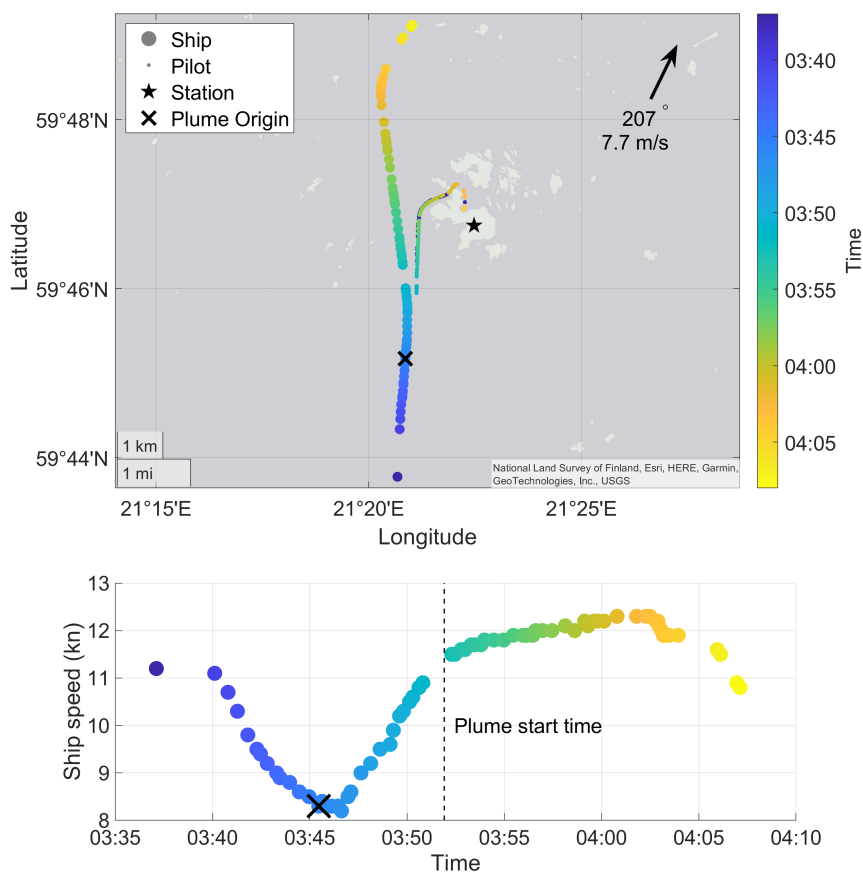 Ship
Pilot
Station
Plume Origin
207 °
7.7 m/s
59°48'N
59°46'N
59°44'N
Latitude
1 km
1 mi
National Land Survey of Finland, Esri, HERE, Garmin,
GeoTechnologies, Inc., USGS
21°15'E
21°20'E
21°25'E
Longitude
03:40
03:45
03:50
03:55
04:00
04:05
Time
13
12
11
10
9
8
Ship speed (kn)
Plume start time
03:35
03:40
03:45
03:50
03:55
04:00
04:05
04:10
Time